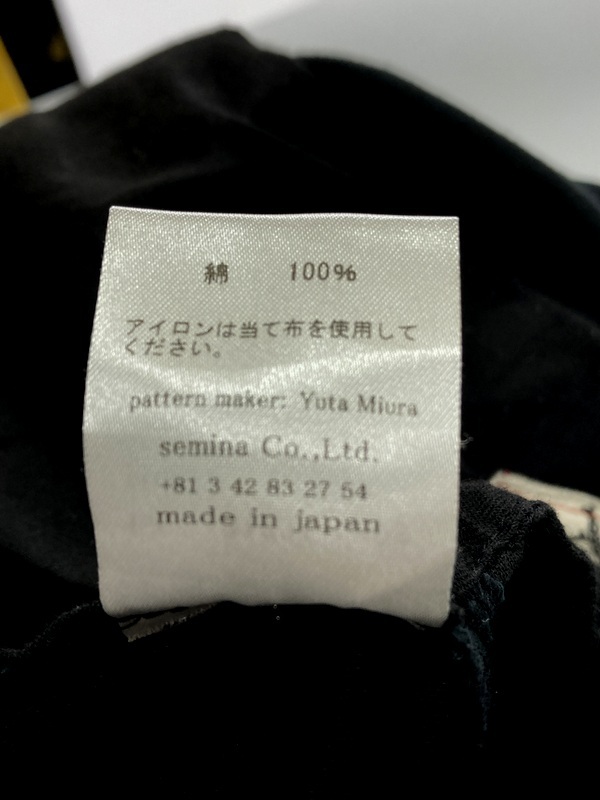 綿 100%
アイロンは当て布を使用して
ください。
pattern maker: Yuta Miura
semina Co.,Ltd.
+81 3 42 83 27 54
made in japan